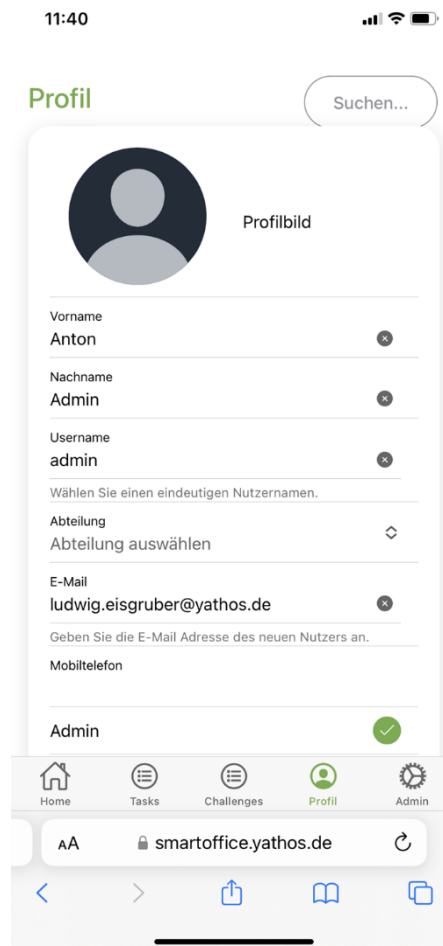 11:40
Profil
Suchen...
Profilbild
Vorname
Anton
Nachname
Admin
Username
admin
Wählen Sie einen eindeutigen Nutzernamen.
Abteilung
Abteilung auswählen
E-Mail
ludwig.eisgruber@yathos.de
Geben Sie die E-Mail Adresse des neuen Nutzers an.
Mobiltelefon
Admin
Home Tasks Challenges Profil Admin
AA smartoffice.yathos.de